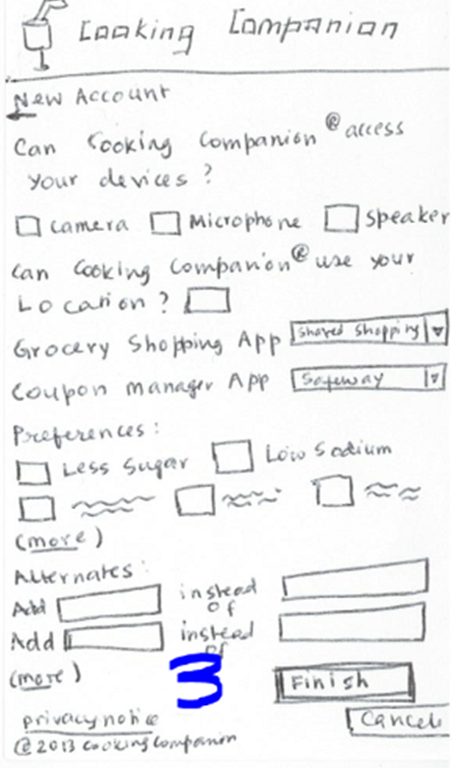 Cooking Companion
New Account
Can Cooking Companion ® access
your devices?
Camera Microphone Speaker
Can Cooking Companion ® use your
Location?
Grocery Shopping App Shared Shopping
Coupon manager App Safeway
Preferences:
Less Sugar Low Sodium
(more)
Alternates:
Add instead of
Add instead of
(more) Finish
3
Cancel
privacy notice
@ 2013 Cooking Companion